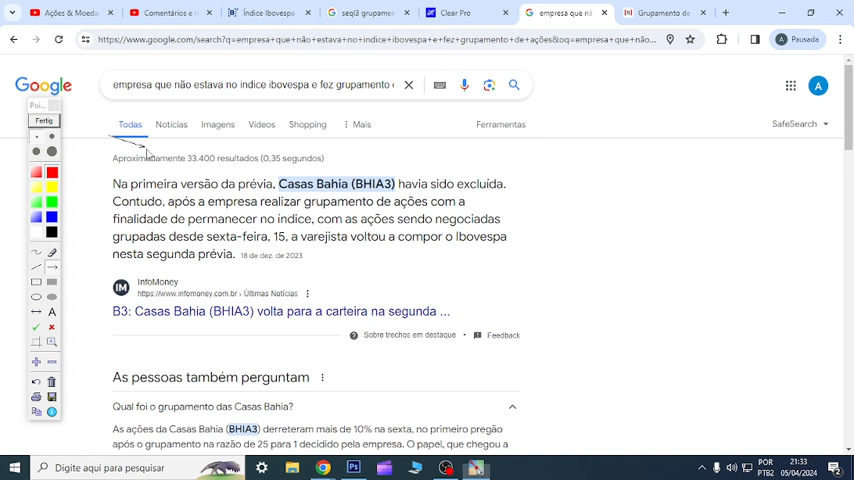 Ações & Moeda
Comentários e
Índice Ibovespa
seql3 grupamen
Clear Pro
empresa que nã
Grupamento de
https://www.google.com/search?q=empresa+que+não+estava+no+indice+ibovespa+e+fez+grupamento+de+ações&oq=empresa+que+não...
Pausada
Google
empresa que não estava no indice ibovespa e fez grupamento
Poi...
Fertig
Todas
Notícias
Imagens
Vídeos
Shopping
Mais
Ferramentas
SafeSearch
Aproximadamente 33.400 resultados (0,35 segundos)
Na primeira versão da prévia, Casas Bahia (BHIA3) havia sido excluída.
Contudo, após a empresa realizar grupamento de ações com a
finalidade de permanecer no índice, com as ações sendo negociadas
grupadas desde sexta-feira, 15, a varejista voltou a compor o Ibovespa
nesta segunda prévia. 18 de dez. de 2023
IM
InfoMoney
https://www.infomoney.com.br › Últimas Notícias
B3: Casas Bahia (BHIA3) volta para a carteira na segunda ...
Sobre trechos em destaque • Feedback
As pessoas também perguntam
Qual foi o grupamento das Casas Bahia?
As ações da Casas Bahia (BHIA3) derreteram mais de 10% na sexta, no primeiro pregão
após o grupamento na razão de 25 para 1 decidido pela empresa. O papel, que chegou a
Digite aqui para pesquisar
POR
PTB2
21:33
05/04/2024